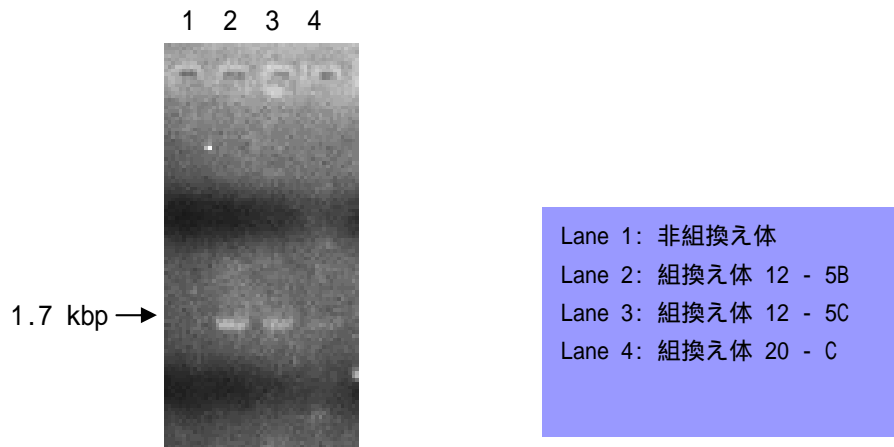 1 2 3 4
1.7 kbp
Lane 1: 非組換え体
Lane 2: 組換え体 12 - 5B
Lane 3: 組換え体 12 - 5C
Lane 4: 組換え体 20 - C